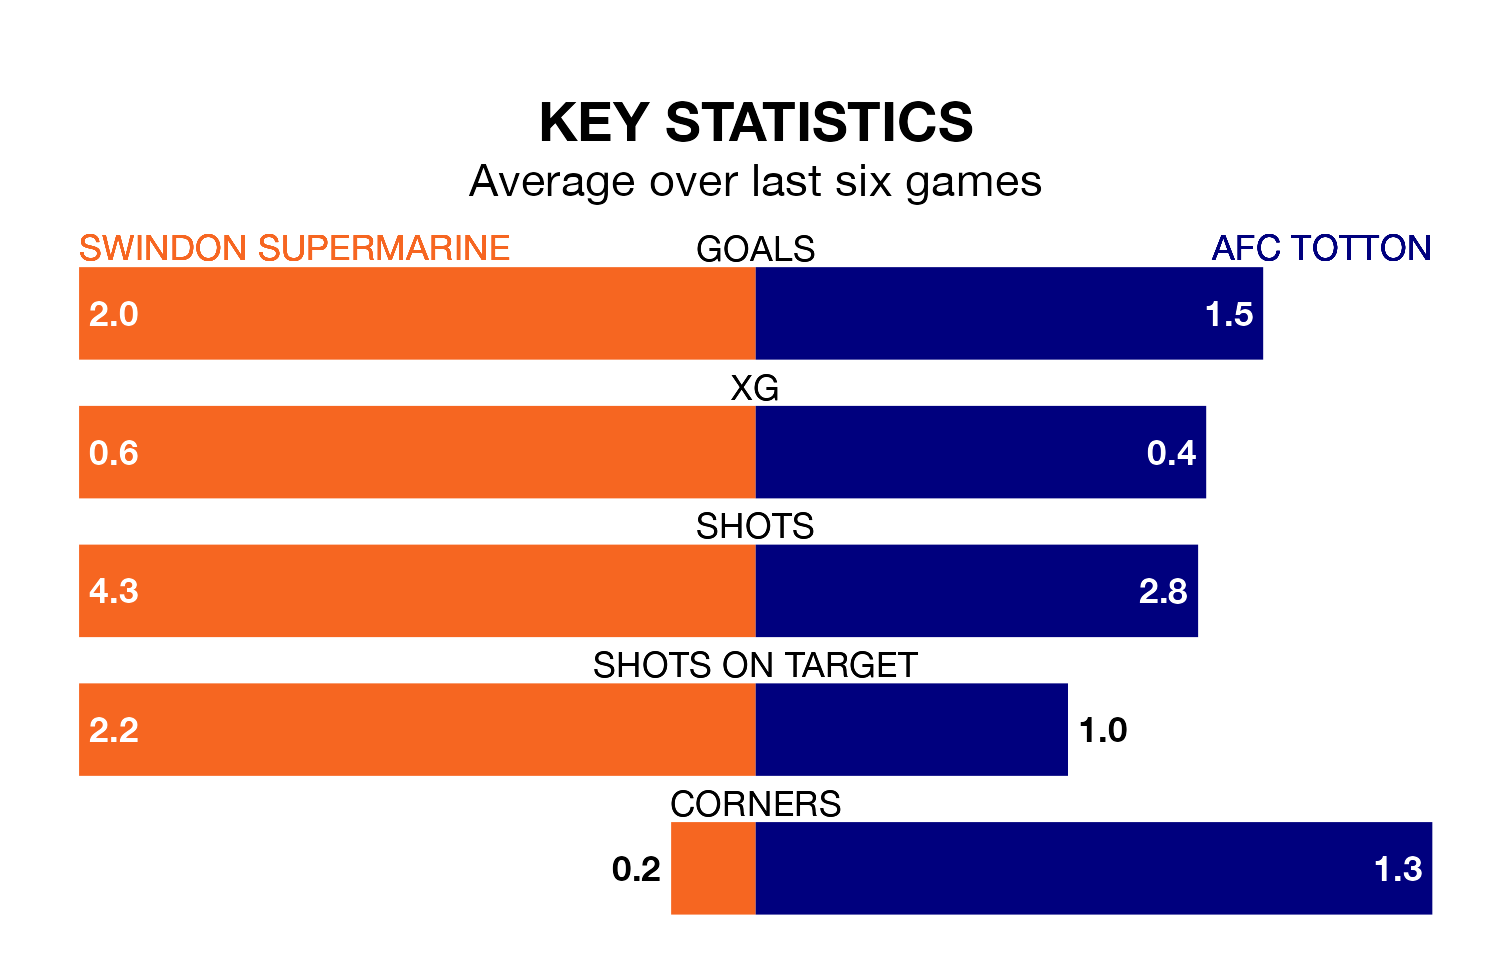 KEY STATISTICS
Average over last six games
SWINDON SUPERMARINE GOALS AFC TOTTON
2.0 1.5
XG
0.6 0.4
SHOTS
4.3 2.8
SHOTS ON TARGET
2.2 1.0
CORNERS
0.2 1.3